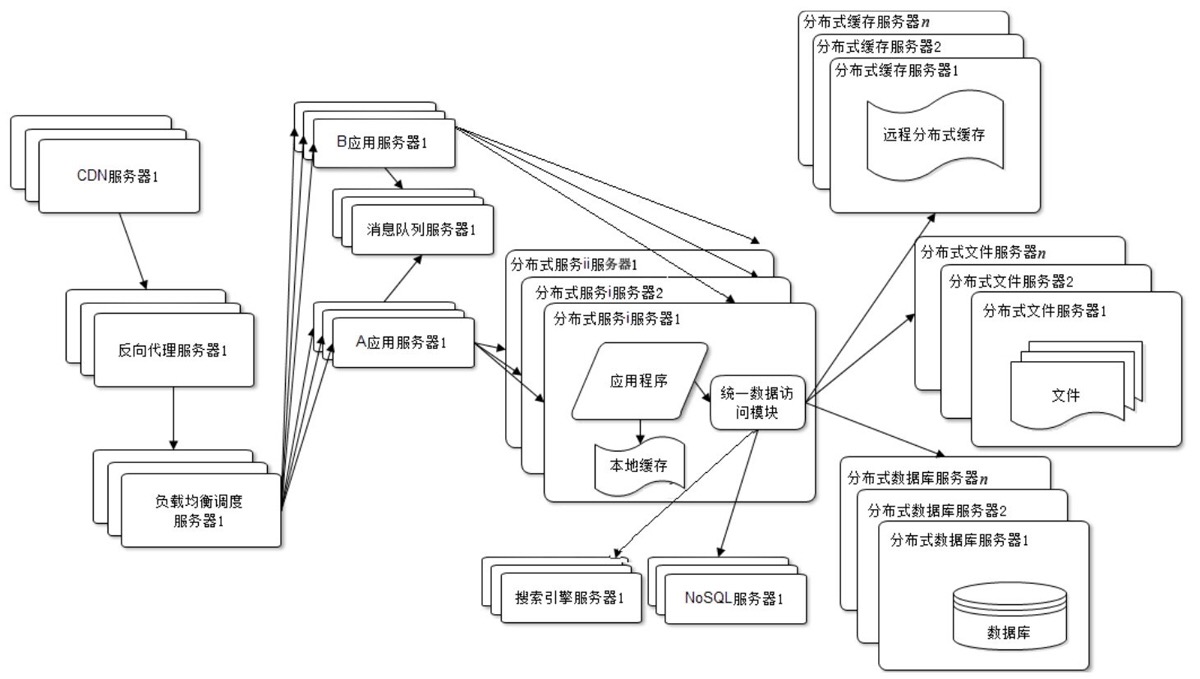 分布式缓存服务器n
分布式缓存服务器2
分布式缓存服务器1
远程分布式缓存
CDN服务器1
B应用服务器1
消息队列服务器1
分布式服务ii服务器1
分布式服务i服务器2
分布式服务i服务器1
应用程序
统一数据访
问模块
本地缓存
分布式文件服务器n
分布式文件服务器2
分布式文件服务器1
文件
反向代理服务器1
A应用服务器1
负载均衡调度
服务器1
分布式数据库服务器n
分布式数据库服务器2
分布式数据库服务器1
数据库
搜索引擎服务器1
NoSQL服务器1